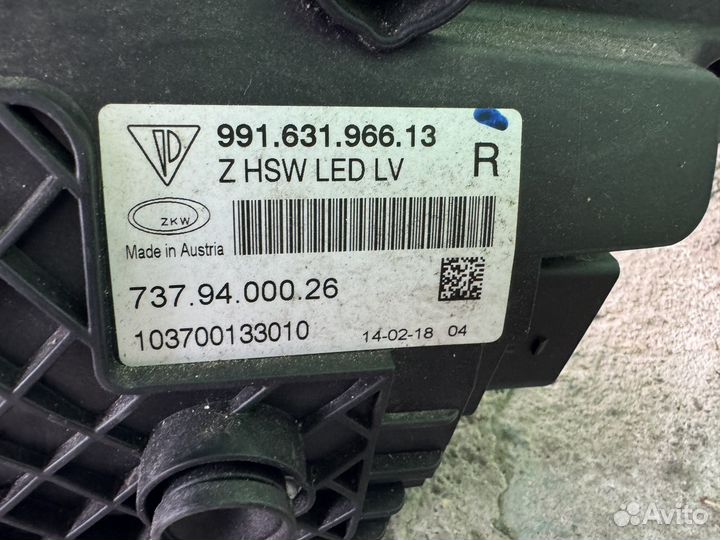 991.631.966.13
Z HSW LED LV R
ZKW
Made in Austria
737.94.000.26
103700133010 14-02-18 04
Avito